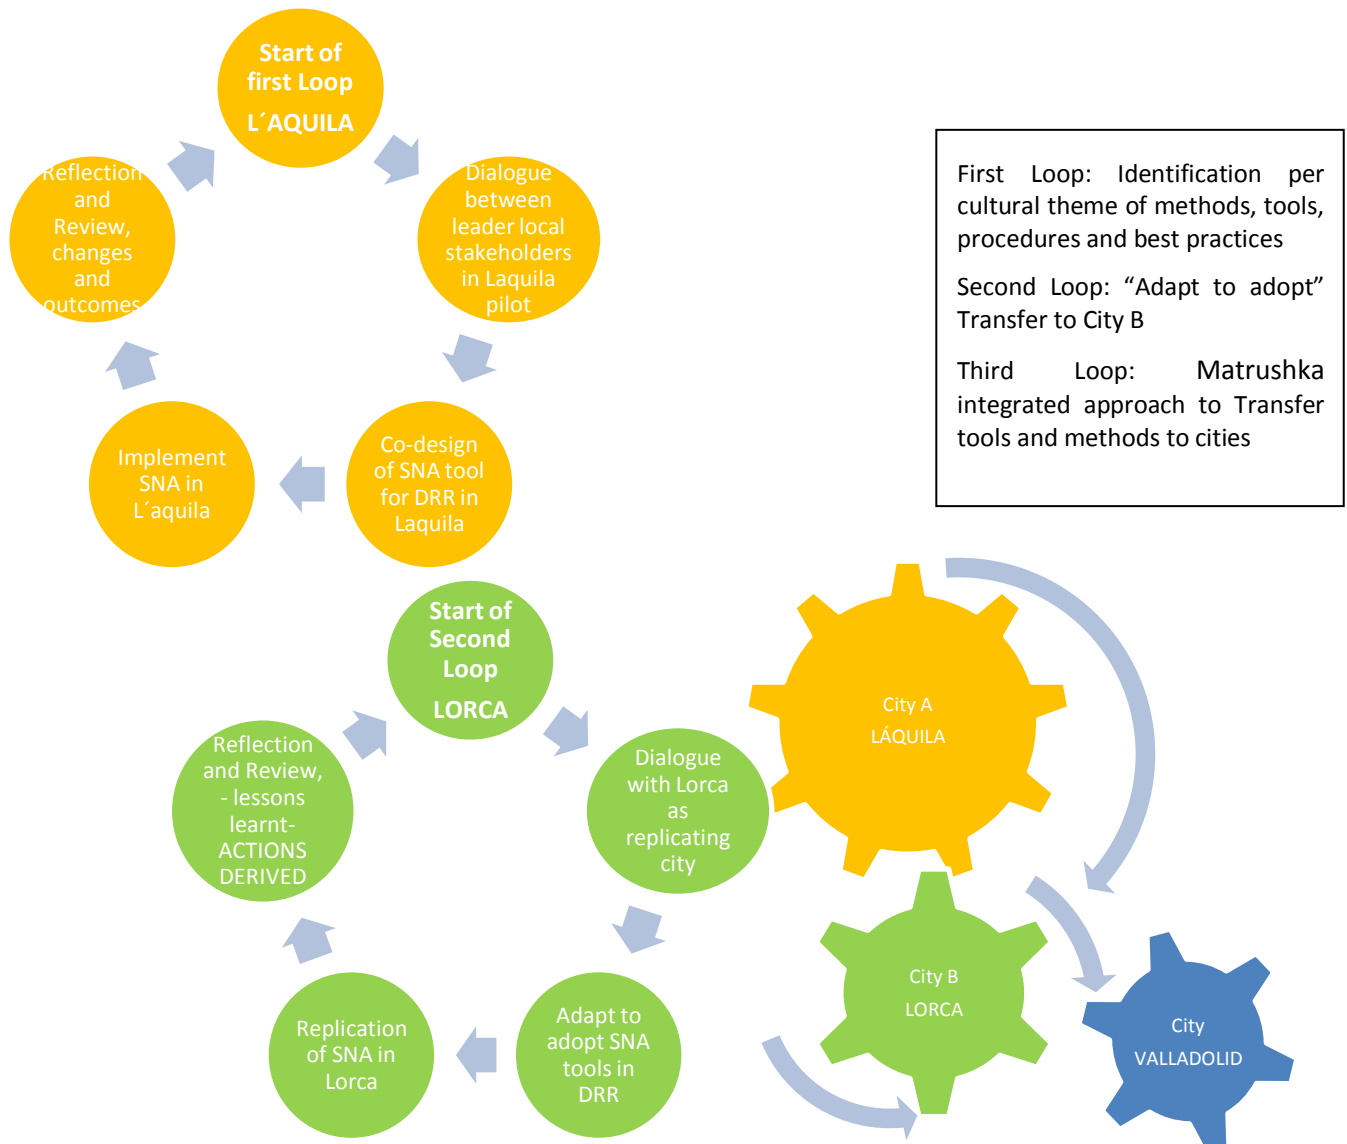 Start of
first Loop
L´AQUILA
Dialogue
between
leader local
stakeholders
in Laquila
pilot
Co-design
of SNA tool
for DRR in
Laquila
Implement
SNA in
L´aquila
Reflection
and
Review,
changes
and
outcomes
First Loop: Identification per
cultural theme of methods, tools,
procedures and best practices
Second Loop: “Adapt to adopt”
Transfer to City B
Third Loop: Matrushka
integrated approach to Transfer
tools and methods to cities
Start of
Second
Loop
LORCA
Dialogue
with Lorca
as
replicating
city
Adapt to
adopt SNA
tools in
DRR
Replication
of SNA in
Lorca
Reflection
and Review,
- lessons
learnt-
ACTIONS
DERIVED
City A
LÁQUILA
City B
LORCA
City
VALLADOLID